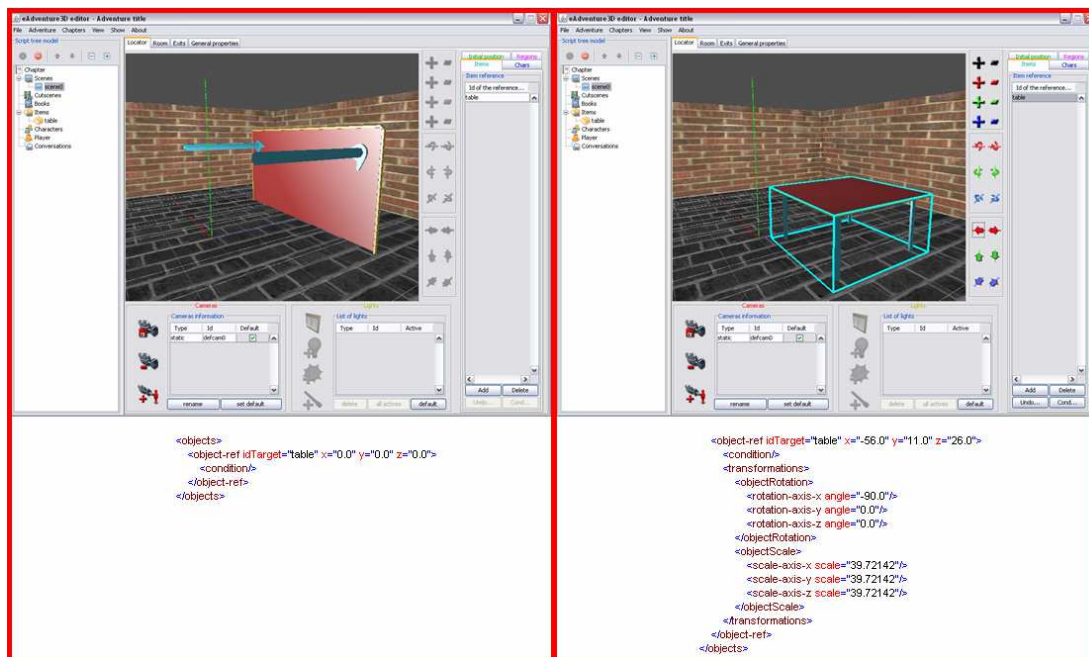 eAdventure3D editor - Adventure title
File Adventure Chapters View Show About
Script tree model
Locator Room Exits General properties
Chapter
Scenes
scene0
Cutscenes
Books
Items
table
Characters
Player
Conversations
Initial position Regions
Items Chars
Item reference
Id of the reference...
table
Cameras
Cameras information
Type Id Default
static defcam0
rename set default
Lights
List of lights
Type Id Active
delete all actives default
Add Delete
Undo... Cond...
<objects>
<object-ref idTarget="table" x="0.0" y="0.0" z="0.0">
<condition/>
</object-ref>
</objects>
eAdventure3D editor - Adventure title
File Adventure Chapters View Show About
Script tree model
Locator Room Exits General properties
Chapter
Scenes
scene0
Cutscenes
Books
Items
table
Characters
Player
Conversations
Initial position Regions
Items Chars
Item reference
Id of the reference...
table
Cameras
Cameras information
Type Id Default
static defcam0
rename set default
Lights
List of lights
Type Id Active
delete all actives default
Add Delete
Undo... Cond...
<object-ref idTarget="table" x="-56.0" y="11.0" z="26.0">
<condition/>
<transformations>
<objectRotation>
<rotation-axis-x angle="-90.0"/>
<rotation-axis-y angle="0.0"/>
<rotation-axis-z angle="0.0"/>
</objectRotation>
<objectScale>
<scale-axis-x scale="39.72142"/>
<scale-axis-y scale="39.72142"/>
<scale-axis-z scale="39.72142"/>
</objectScale>
</transformations>
</object-ref>
</objects>